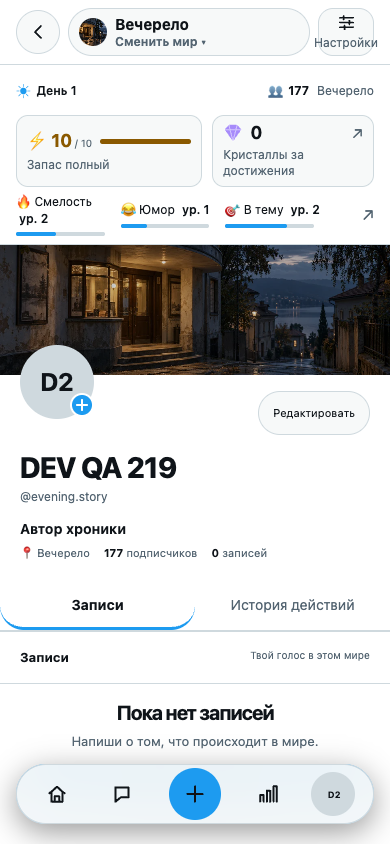 Вечерело
Сменить мир ▾
Настройки
День 1
177 Вечерело
10 / 10
Запас полный
0
Кристаллы за
достижения
Смелость
ур. 2
Юмор ур. 1
В тему ур. 2
D2
Редактировать
DEV QA 219
@evening.story
Автор хроники
Вечерело 177 подписчиков 0 записей
Записи
История действий
Записи
Твой голос в этом мире
Пока нет записей
Напиши о том, что происходит в мире.
D2